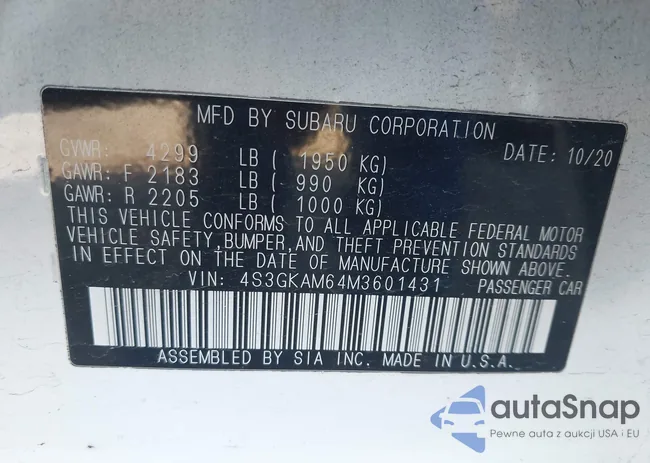 MFD BY SUBARU CORPORATION
GVWR: 4299 LB ( 1950 KG) DATE: 10/20
GAWR: F 2183 LB ( 990 KG)
GAWR: R 2205 LB ( 1000 KG)
THIS VEHICLE CONFORMS TO ALL APPLICABLE FEDERAL MOTOR
VEHICLE SAFETY,BUMPER,AND THEFT PREVENTION STANDARDS
IN EFFECT ON THE DATE OF MANUFACTURE SHOWN ABOVE.
VIN: 4S3GKAM64M3601431 PASSENGER CAR
ASSEMBLED BY SIA INC. MADE IN U.S.A.
autaSnap
Pewne auta z aukcji USA i EU